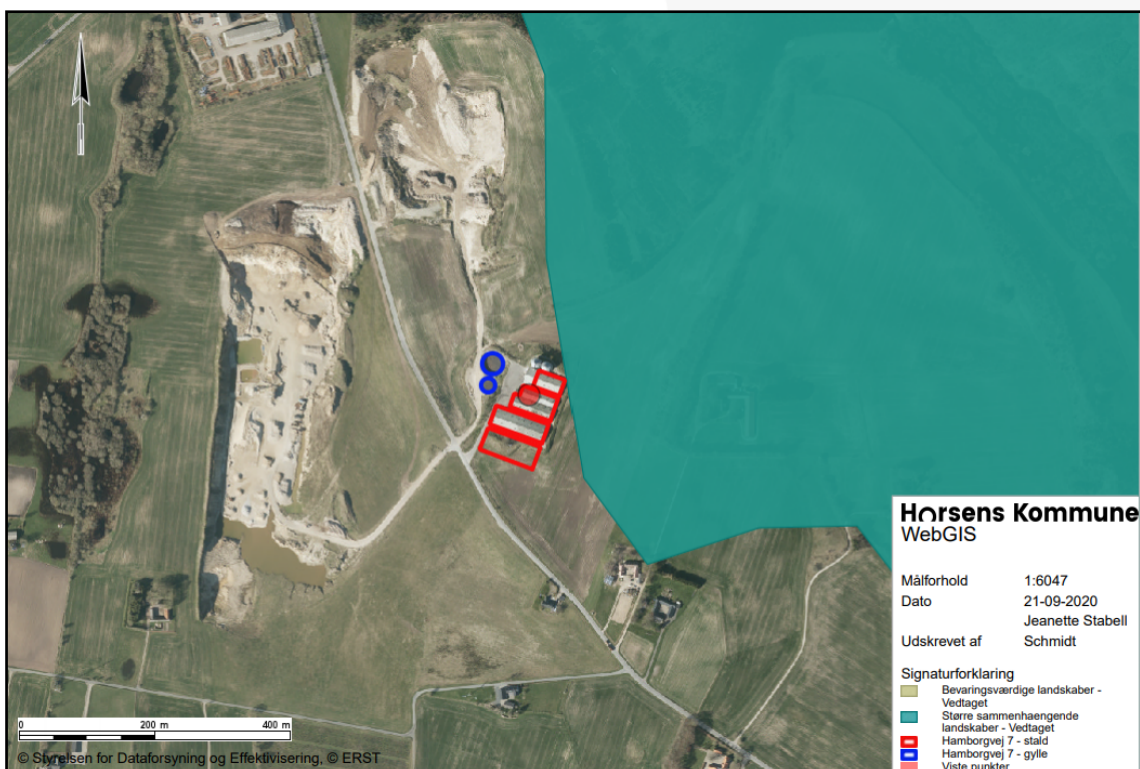 Horsens Kommune
WebGIS
Målforhold 1:6047
Dato 21-09-2020
Jeanette Stabell
Udskrevet af Schmidt
Signaturforklaring
Bevaringsværdige landskaber -
Vedtaget
Større sammenhaengende
landskaber - Vedtaget
Hamborgvej 7 - stald
Hamborgvej 7 - gylle
Viste punkter
0 200 m 400 m
© Styrelsen for Dataforsyning og Effektivisering, © ERST